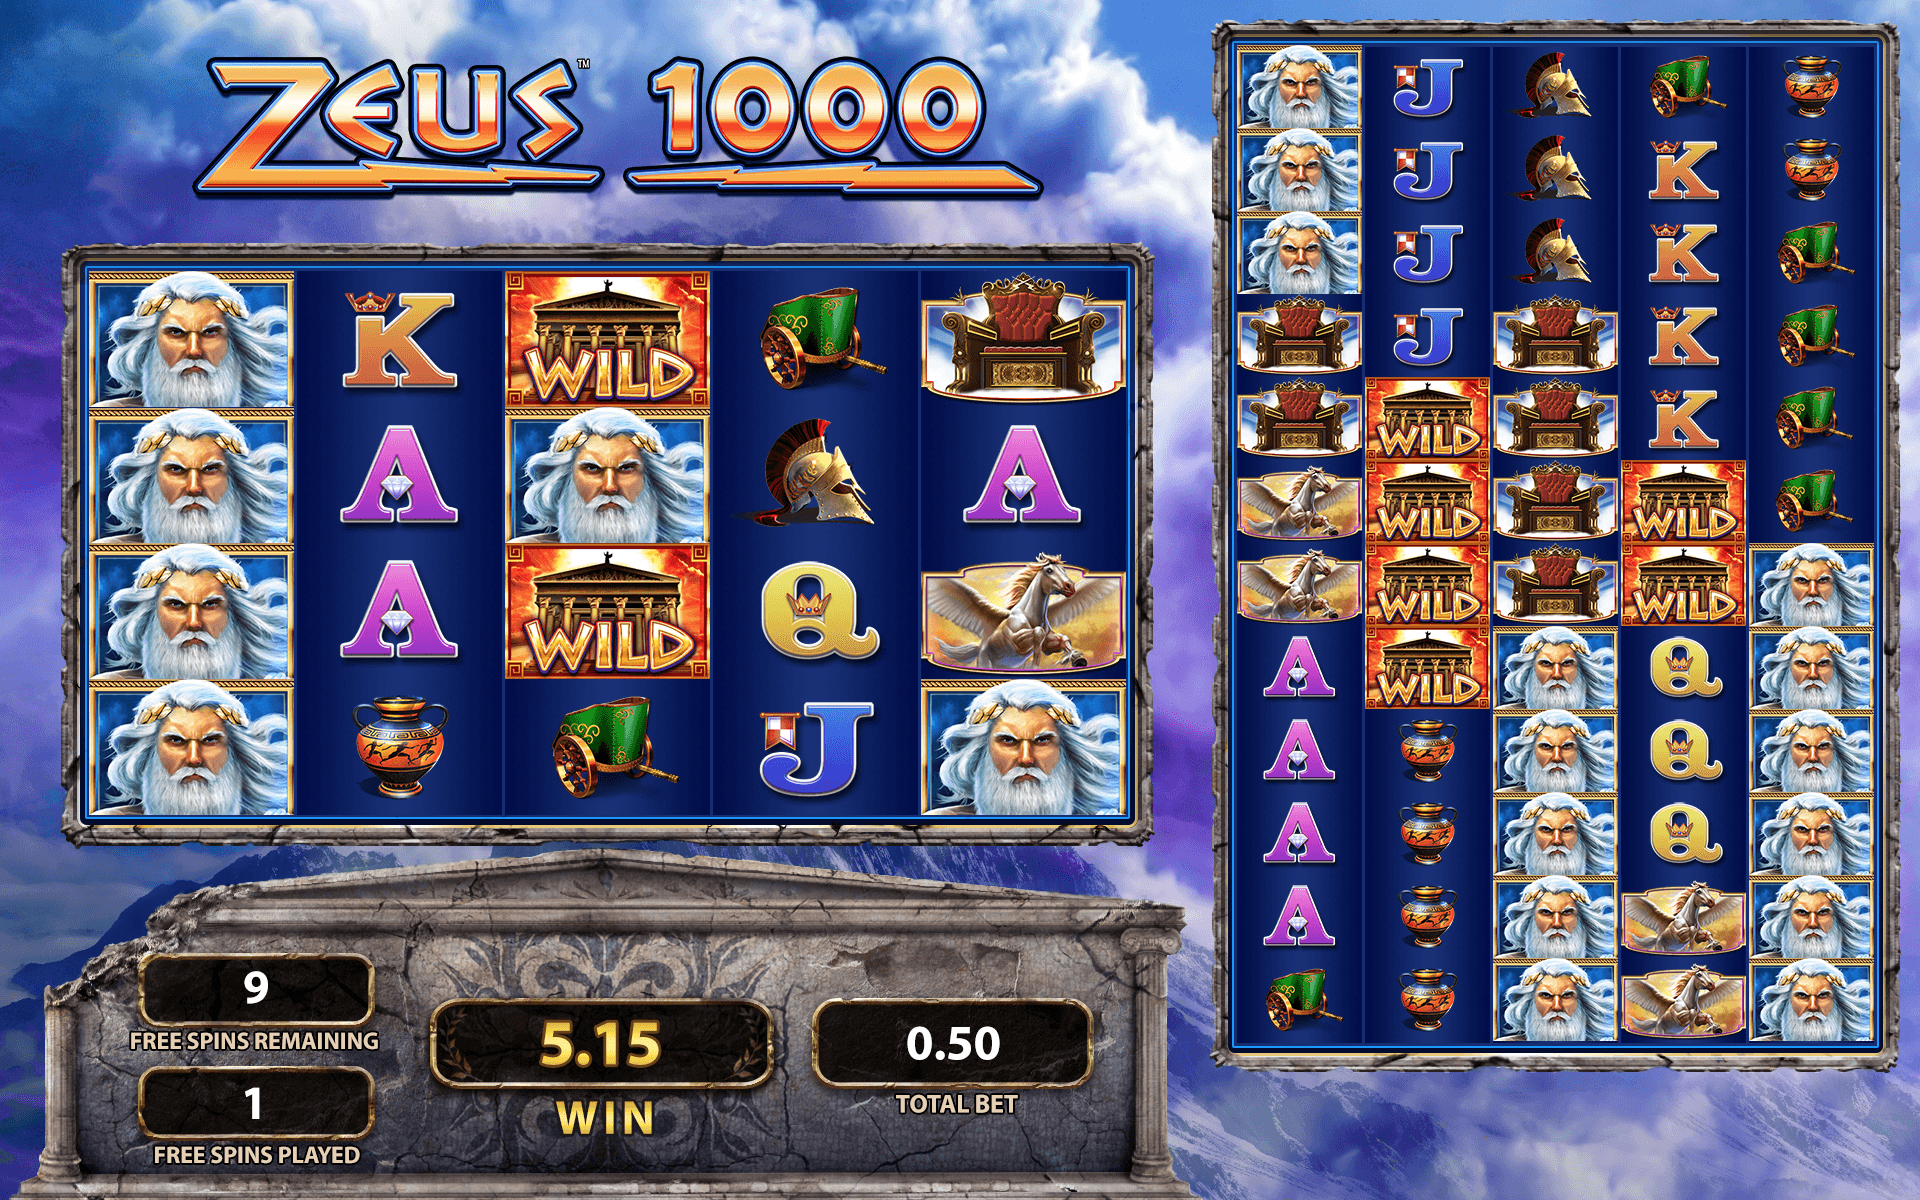 ZEUS™ 1000
J
J
J
J
K
K
K
K
WILD
WILD
WILD
WILD
WILD
WILD
A
A
A
A
Q
Q
Q
K
WILD
A
A
A
WILD
Q
J
9
FREE SPINS REMAINING
1
FREE SPINS PLAYED
5.15
WIN
0.50
TOTAL BET